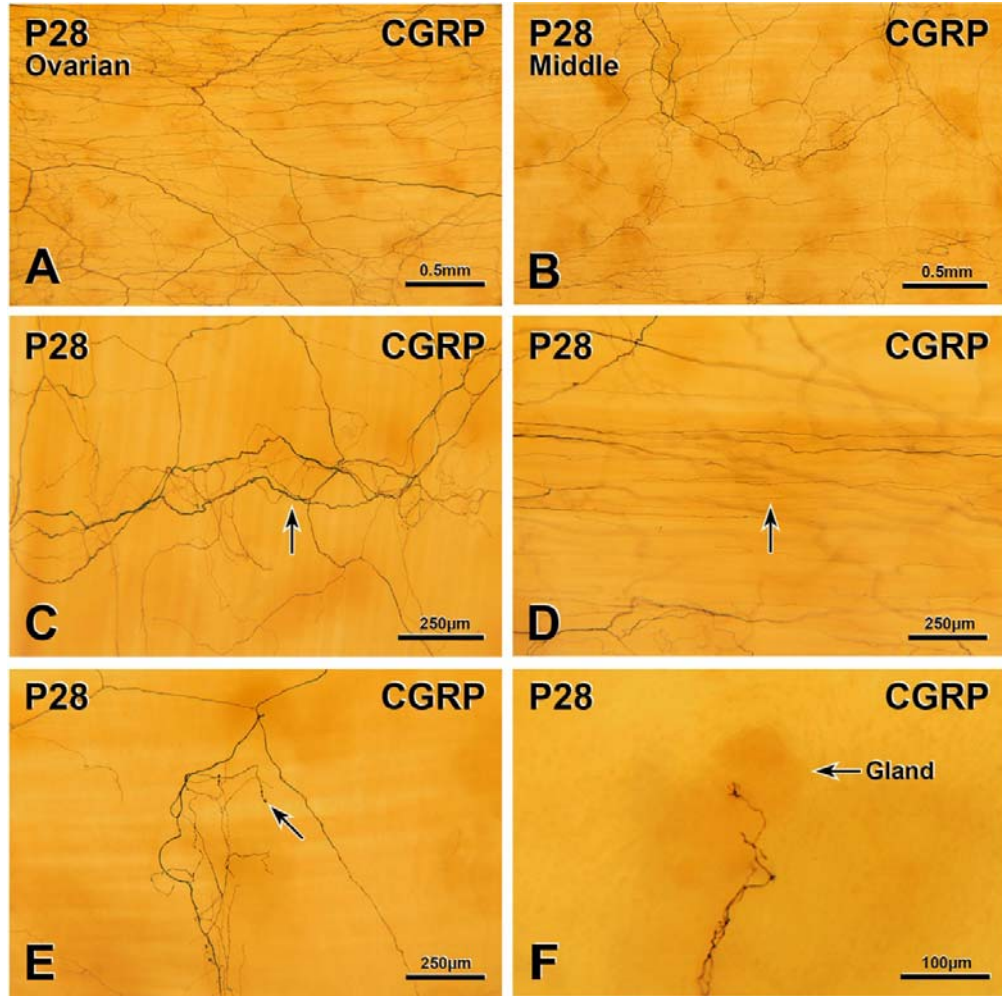 P28 CGRP
Ovarian
A 0.5mm
P28 CGRP
Middle
B 0.5mm
P28 CGRP
C 250µm
P28 CGRP
D 250µm
P28 CGRP
E 250µm
P28 CGRP
Gland
F 100µm